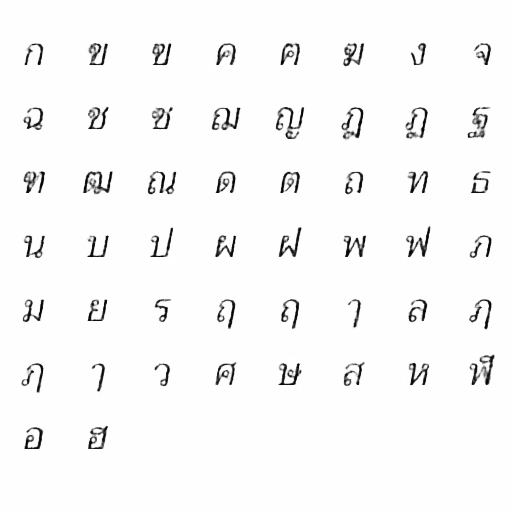 ก ข ฃ ค ฅ ฆ ง จ
ฉ ช ซ ฌ ญ ฎ ฏ ฐ
ฑ ฒ ณ ด ต ถ ท ธ
น บ ป ผ ฝ พ ฟ ภ
ม ย ร ฤ ฤ ๅ ล ฦ
ฦ ๅ ว ศ ษ ส ห ฬ
อ ฮ